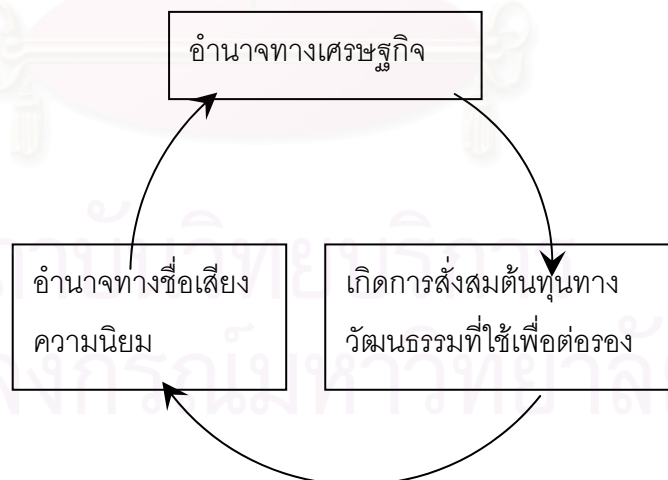 อำนาจทางเศรษฐกิจ
อำนาจทางชื่อเสียง
ความนิยม
เกิดการสั่งสมต้นทุนทาง
วัฒนธรรมที่ใช้เพื่อต่อรอง